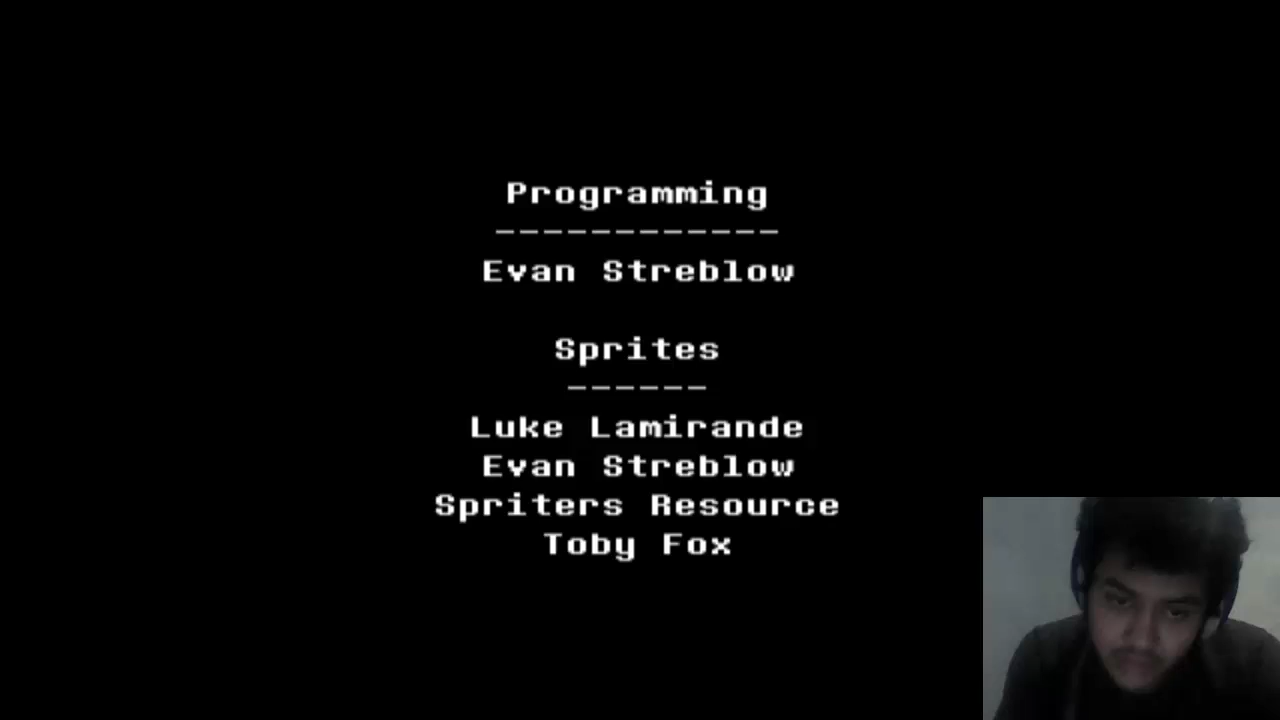 Programming
------------
Evan Streblow
Sprites
------
Luke Lamirande
Evan Streblow
Spriters Resource
Toby Fox